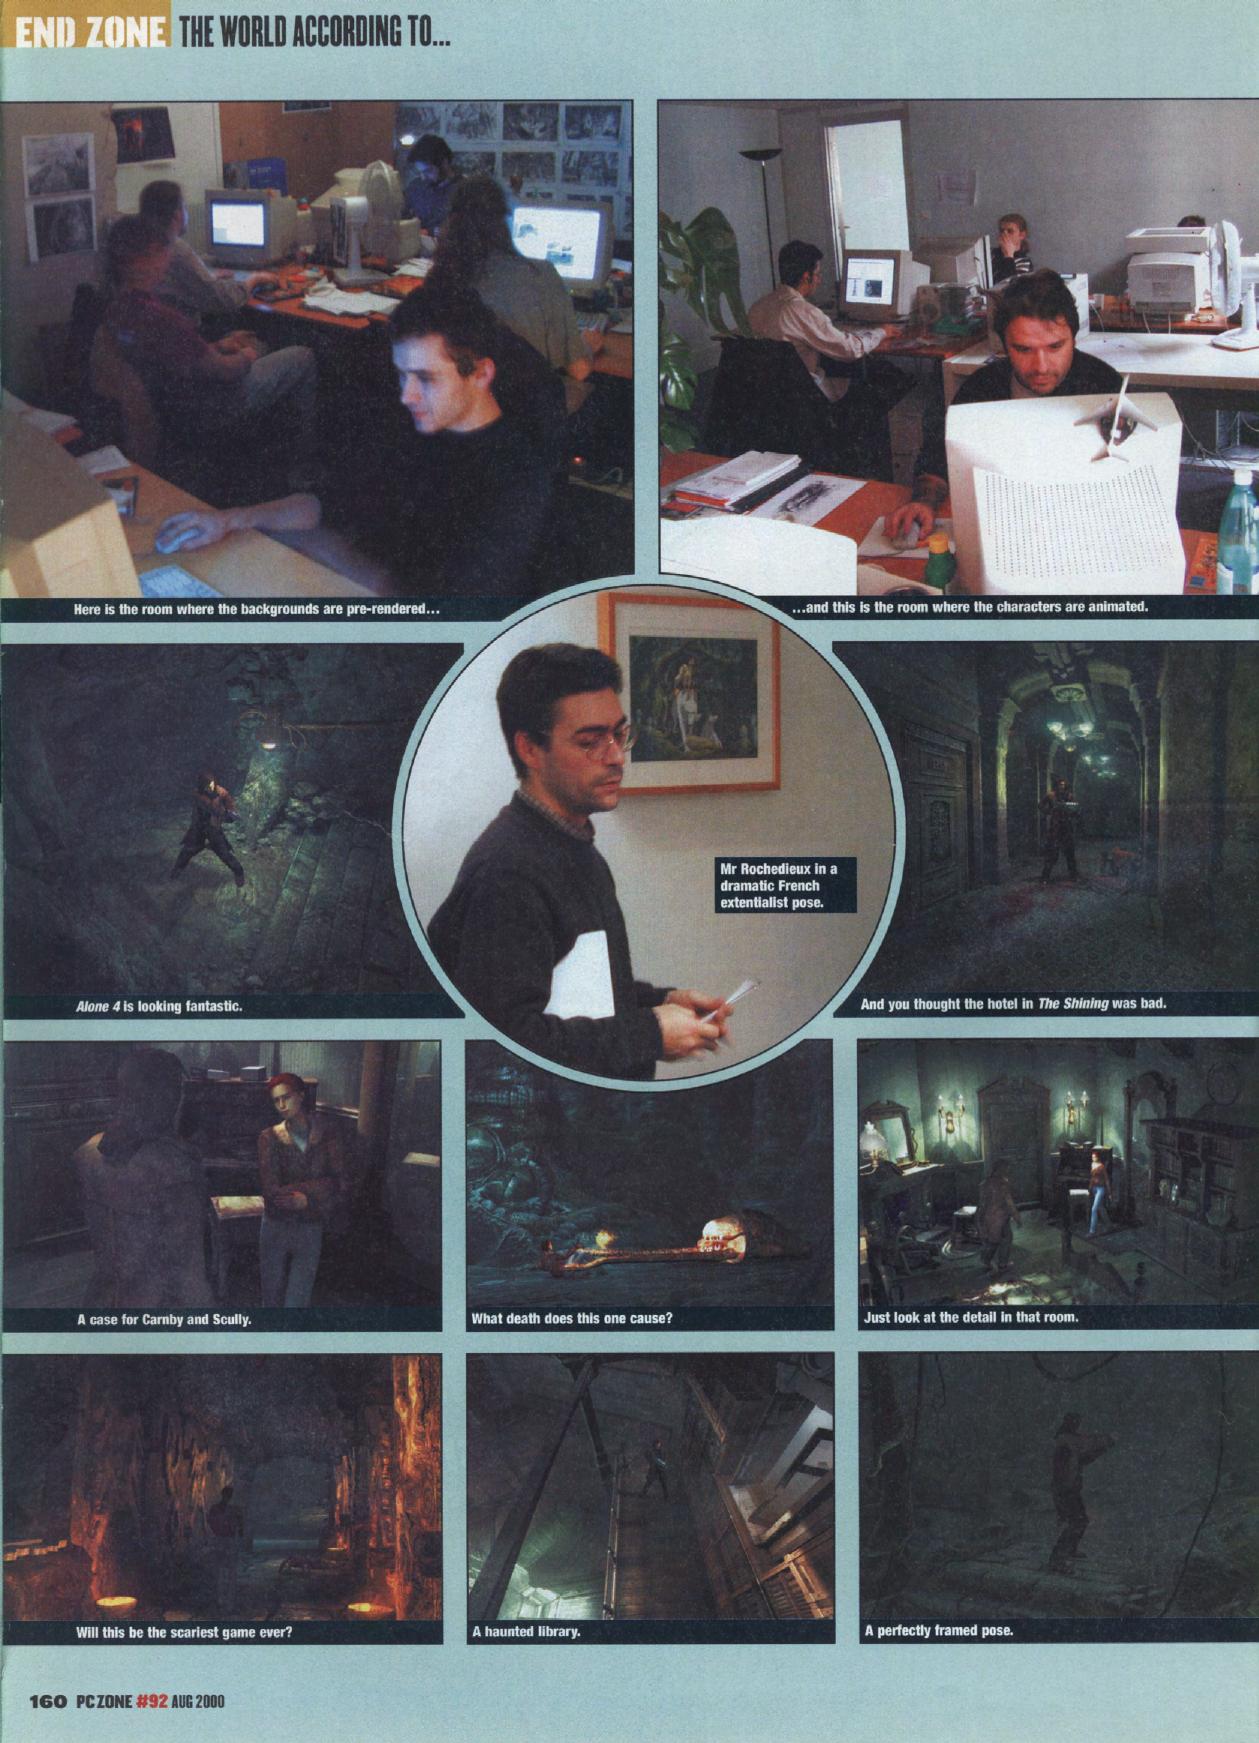 END ZONE THE WORLD ACCORDING TO...
Here is the room where the backgrounds are pre-rendered...
...and this is the room where the characters are animated.
Mr Rochedieux in a
dramatic French
extentialist pose.
Alone 4 is looking fantastic.
And you thought the hotel in The Shining was bad.
A case for Carnby and Scully.
What death does this one cause?
Just look at the detail in that room.
Will this be the scariest game ever?
A haunted library.
A perfectly framed pose.
160 PC ZONE #92 AUG 2000